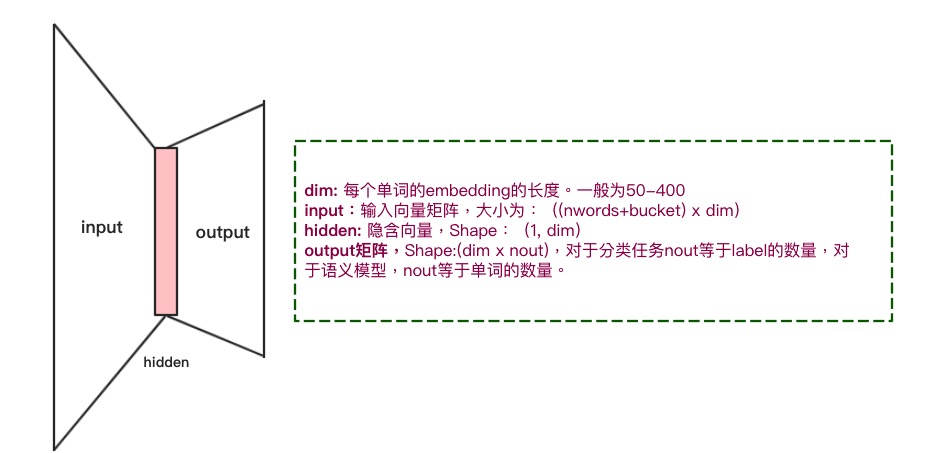 input
output
hidden
dim: 每个单词的embedding的长度。一般为50-400
input：输入向量矩阵，大小为： ((nwords+bucket) x dim)
hidden: 隐含向量，Shape： (1, dim)
output矩阵，Shape:(dim x nout)，对于分类任务nout等于label的数量，对
于语义模型，nout等于单词的数量。